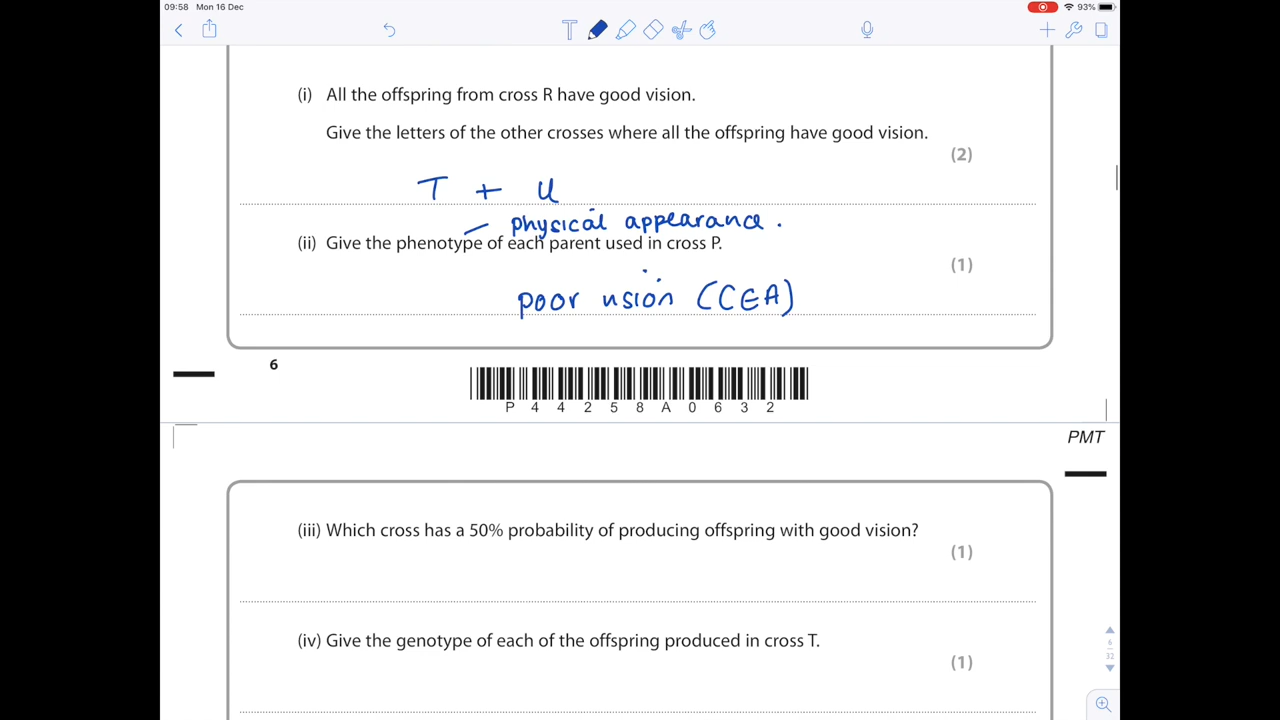 09:58 Mon 16 Dec
93%
(i) All the offspring from cross R have good vision.
Give the letters of the other crosses where all the offspring have good vision.
(2)
T + U
physical appearance.
(ii) Give the phenotype of each parent used in cross P.
(1)
poor vision (CEA)
6
P 4 4 2 5 8 A 0 6 3 2
PMT
(iii) Which cross has a 50% probability of producing offspring with good vision?
(1)
(iv) Give the genotype of each of the offspring produced in cross T.
(1)
6
32